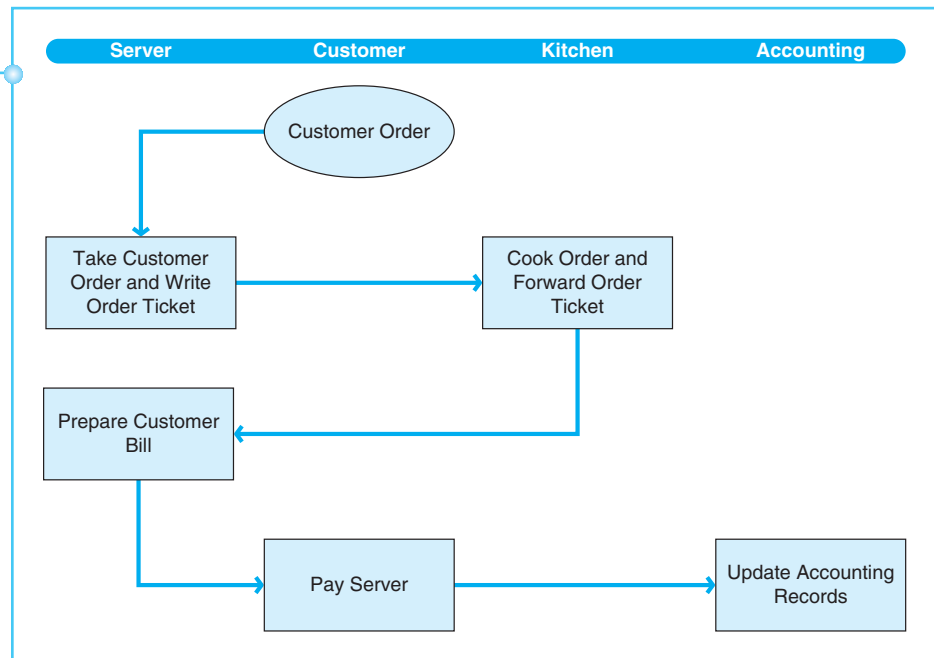 Server Customer Kitchen Accounting
Customer Order
Take Customer
Order and Write
Order Ticket
Cook Order and
Forward Order
Ticket
Prepare Customer
Bill
Pay Server
Update Accounting
Records